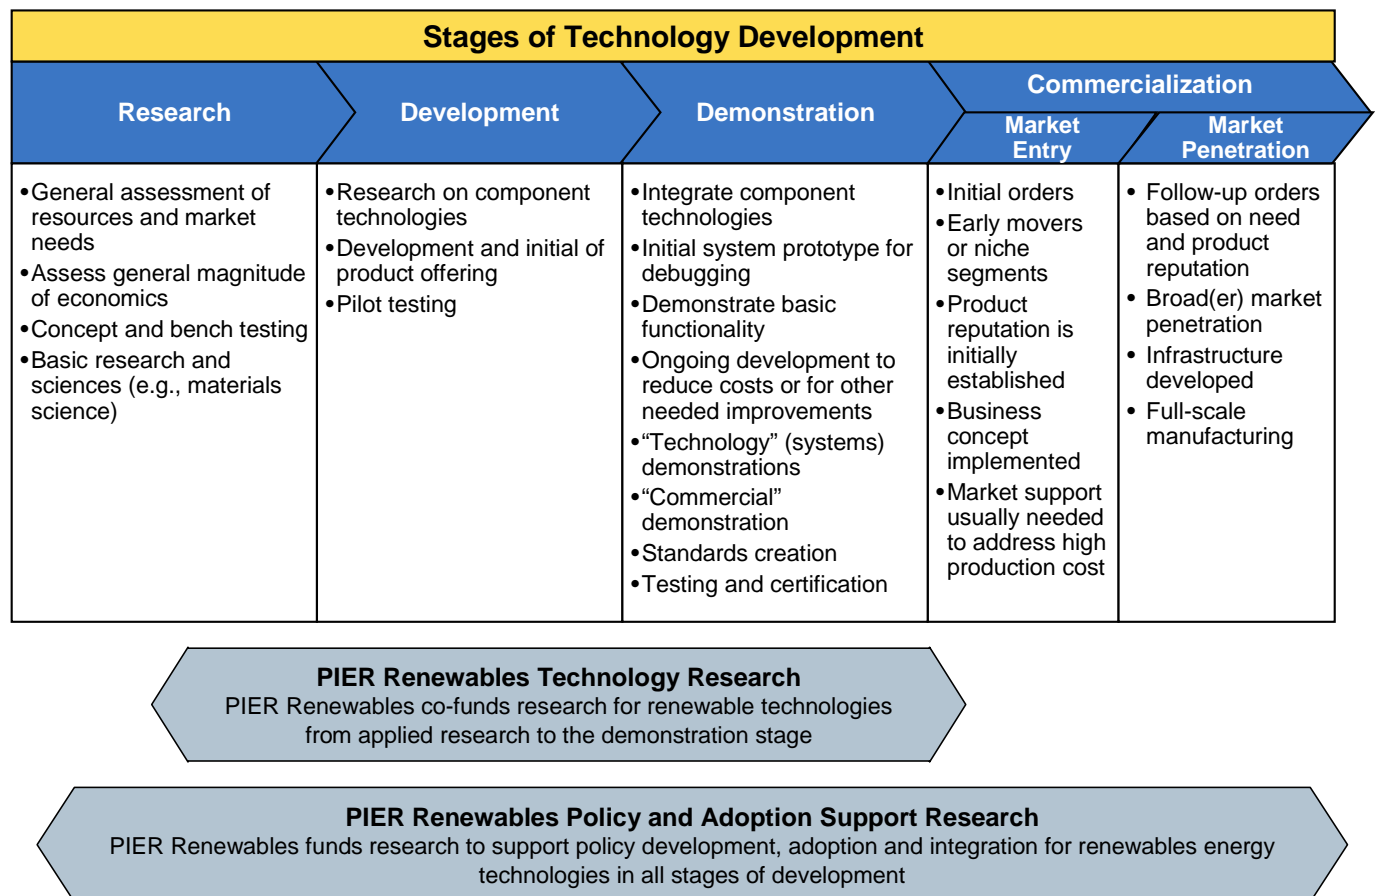 Stages of Technology Development
Research
Development
Demonstration
Commercialization
Market
Entry
Market
Penetration
•General assessment of
resources and market
needs
•Assess general magnitude
of economics
•Concept and bench testing
•Basic research and
sciences (e.g., materials
science)
•Research on component
technologies
•Development and initial of
product offering
•Pilot testing
•Integrate component
technologies
•Initial system prototype for
debugging
•Demonstrate basic
functionality
•Ongoing development to
reduce costs or for other
needed improvements
•“Technology” (systems)
demonstrations
•“Commercial”
demonstration
•Standards creation
•Testing and certification
•Initial orders
•Early movers
or niche
segments
•Product
reputation is
initially
established
•Business
concept
implemented
•Market support
usually needed
to address high
production cost
• Follow-up orders
based on need
and product
reputation
• Broad(er) market
penetration
• Infrastructure
developed
• Full-scale
manufacturing
PIER Renewables Technology Research
PIER Renewables co-funds research for renewable technologies
from applied research to the demonstration stage
PIER Renewables Policy and Adoption Support Research
PIER Renewables funds research to support policy development, adoption and integration for renewables energy
technologies in all stages of development